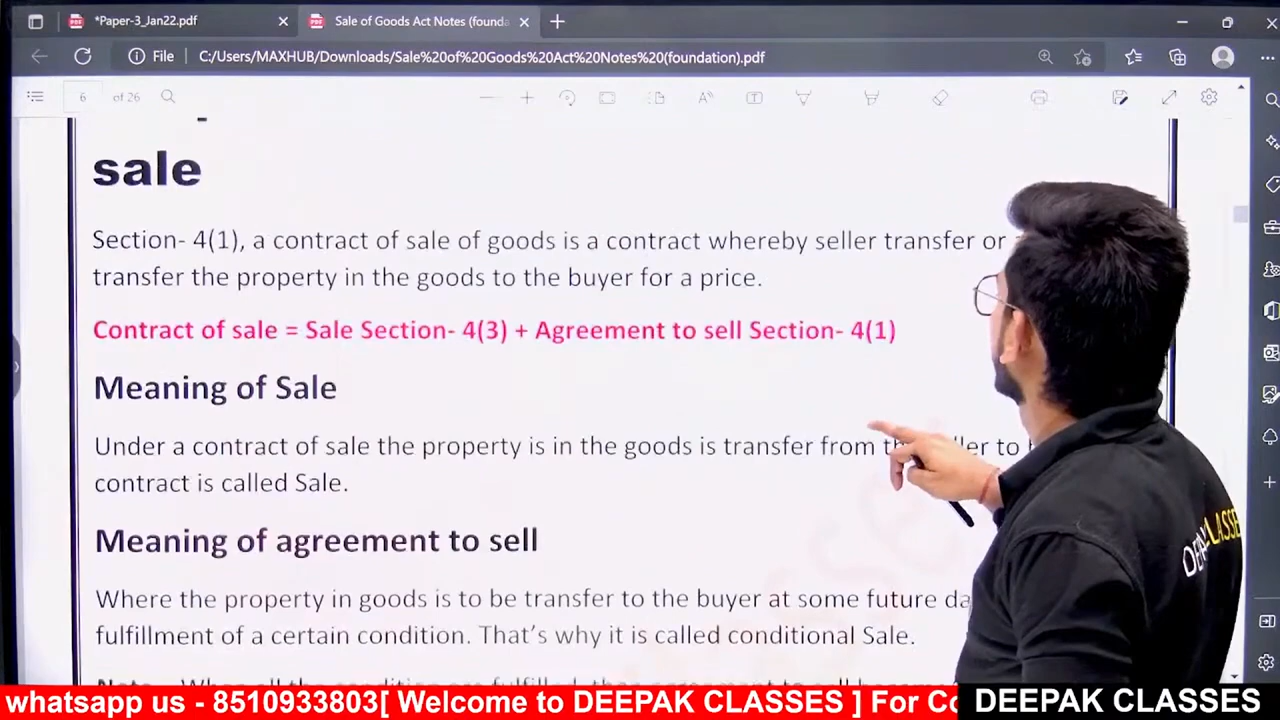 *Paper-3_Jan22.pdf
Sale of Goods Act Notes (founda
File
C:/Users/MAXHUB/Downloads/Sale%20of%20Goods%20Act%20Notes%20(foundation).pdf
6 of 26
sale
Section- 4(1), a contract of sale of goods is a contract whereby seller transfer or
transfer the property in the goods to the buyer for a price.
Contract of sale = Sale Section- 4(3) + Agreement to sell Section- 4(1)
Meaning of Sale
Under a contract of sale the property is in the goods is transfer from to
contract is called Sale.
Meaning of agreement to sell
Where the property in goods is to be transfer to the buyer at some future da
fulfillment of a certain condition. That's why it is called conditional Sale.
DEEPAK CLASSES
whatsapp us - 8510933803[ Welcome to DEEPAK CLASSES ] For Co
DEEPAK CLASSES